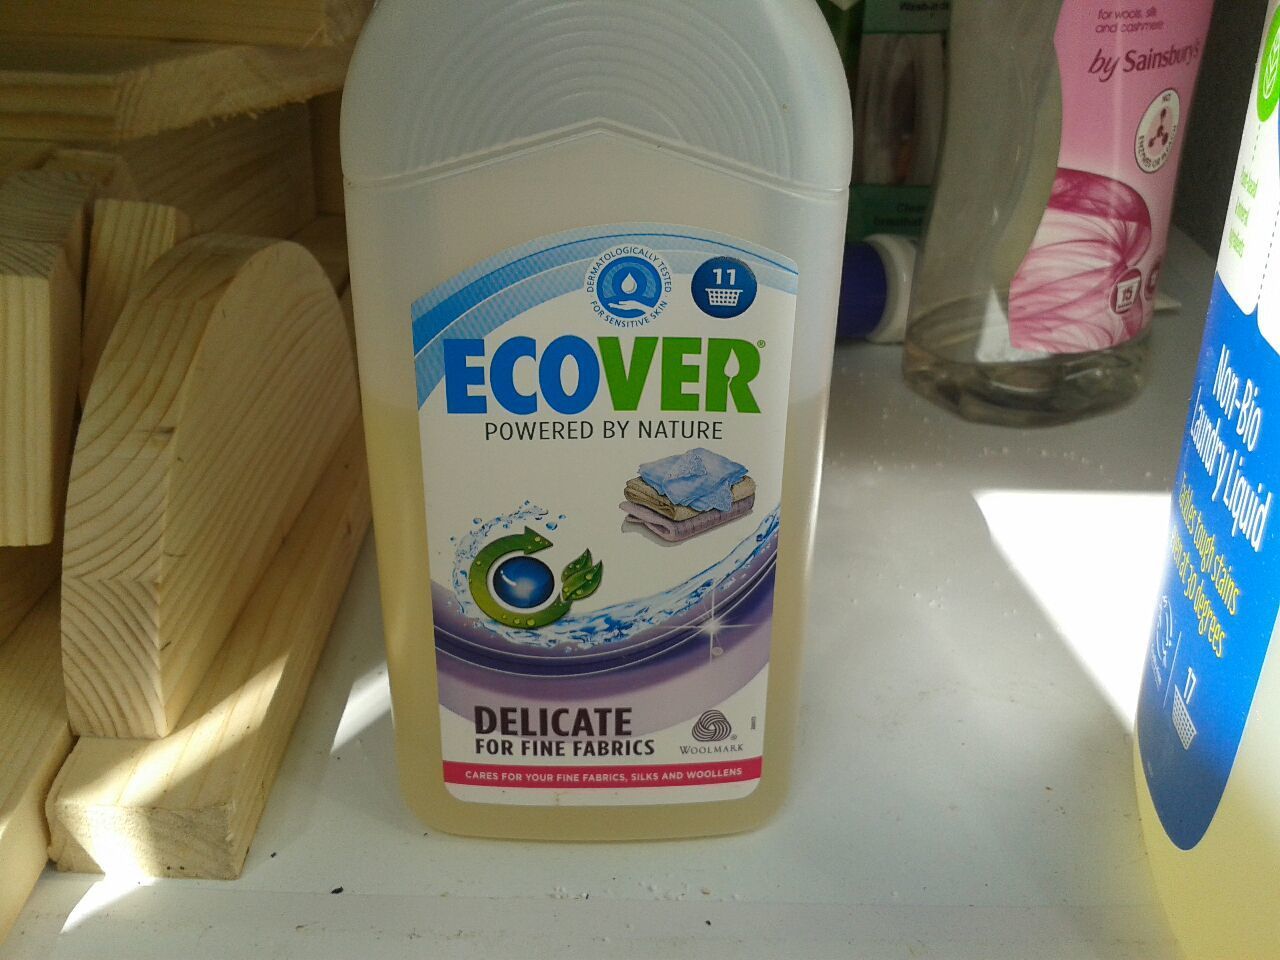 DERMATOLOGICALLY TESTED
FOR SENSITIVE SKIN
11
ECOVER®
POWERED BY NATURE
DELICATE
FOR FINE FABRICS
WOOLMARK
CARES FOR YOUR FINE FABRICS, SILKS AND WOOLLENS
for wools, silk
and cashmere
by Sainsbury's
NO
15
Non-Bio
Laundry Liquid
tough stains
at 30 degrees
17